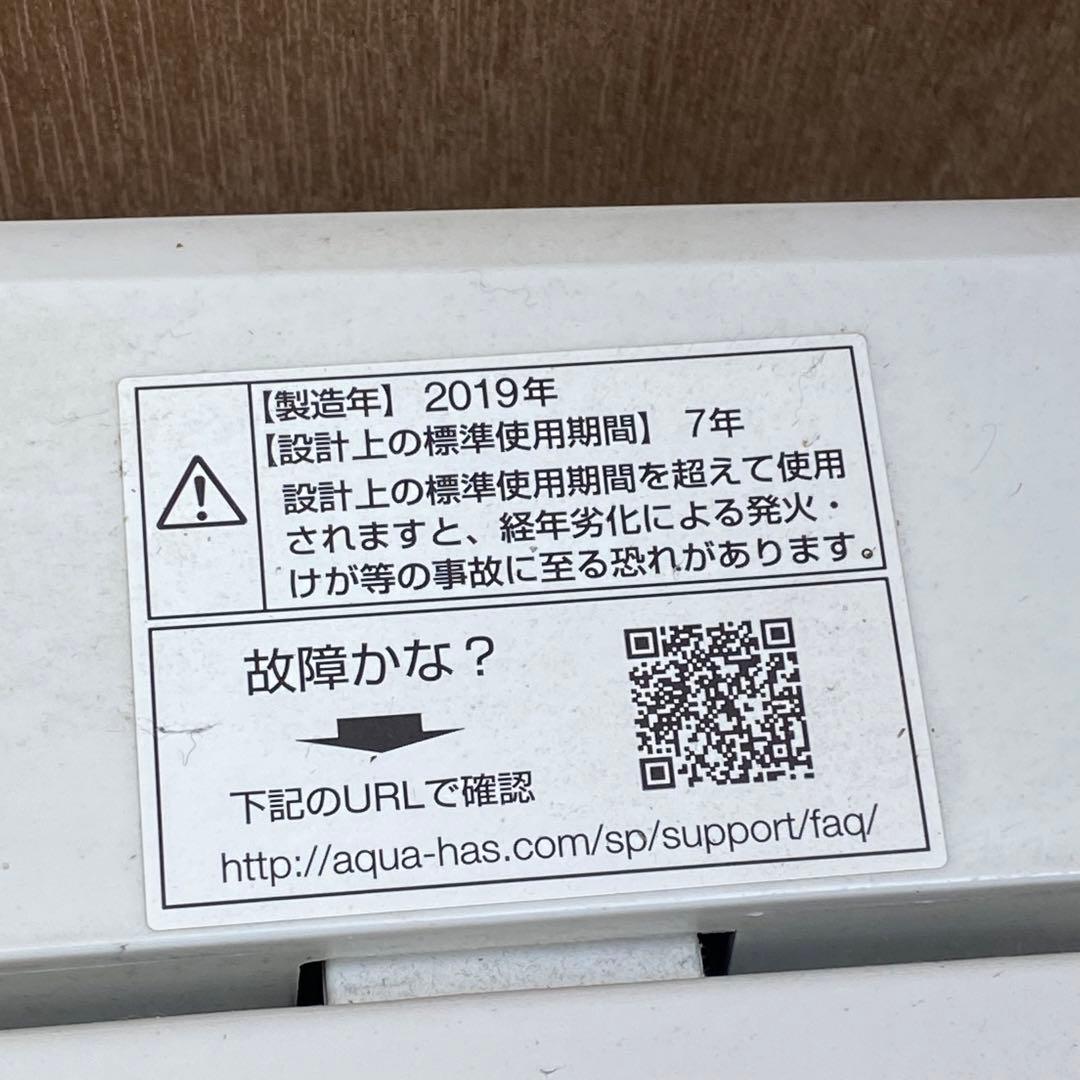 【製造年】 2019年
【設計上の標準使用期間】 7年
設計上の標準使用期間を超えて使用
されますと、経年劣化による発火・
けが等の事故に至る恐れがあります。
故障かな？
下記のURLで確認
http://aqua-has.com/sp/support/faq/